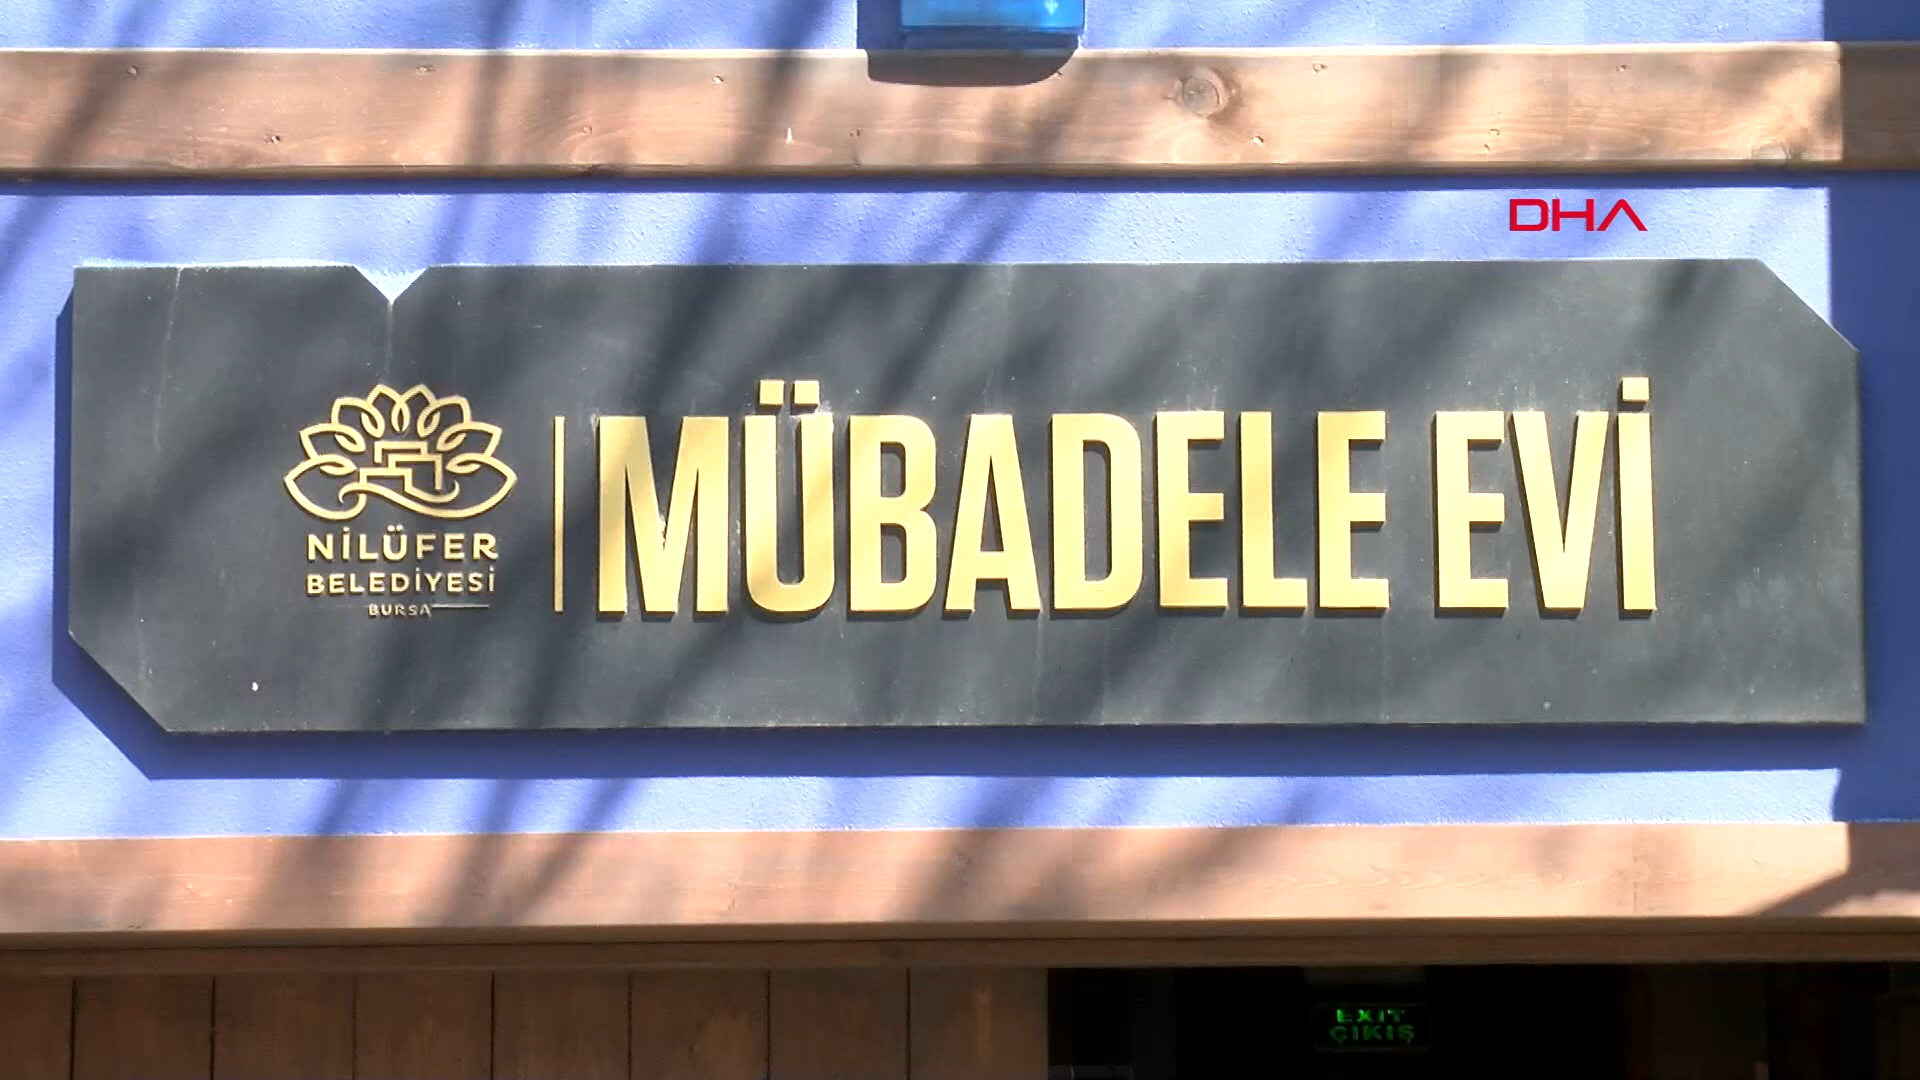 DHA
MÜBADELE EVİ
NİLÜFER
BELEDİYESİ
BURSA
EXIT
ÇIKIŞ